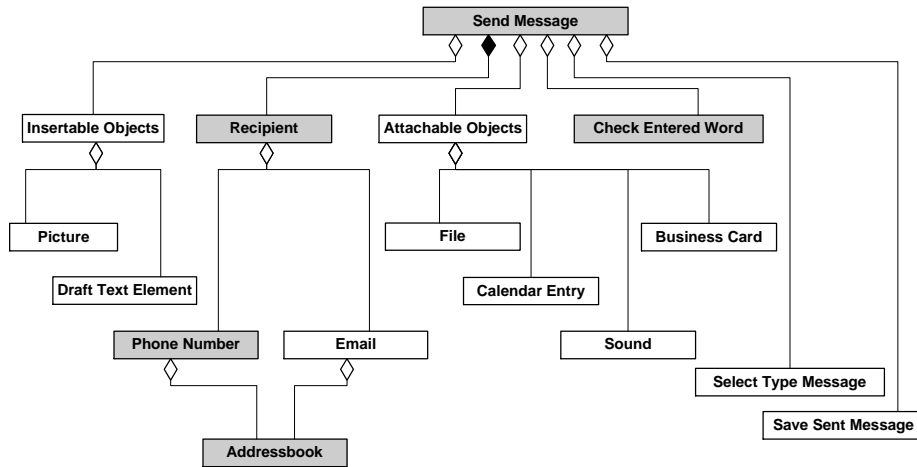 Send Message
Insertable Objects
Recipient
Attachable Objects
Check Entered Word
Picture
File
Business Card
Draft Text Element
Calendar Entry
Phone Number
Email
Sound
Select Type Message
Save Sent Message
Addressbook